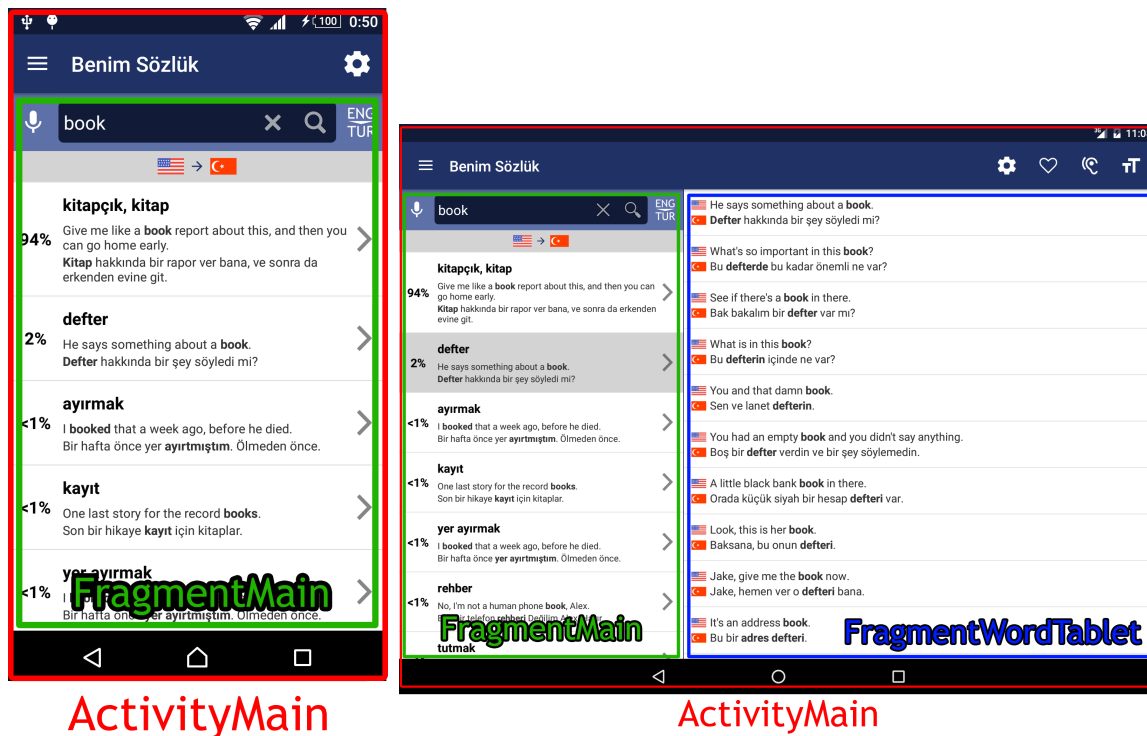 100 0:50
Benim Sözlük
book
ENG
TUR
kitapçık, kitap
94%
Give me like a book report about this, and then you
can go home early.
Kitap hakkında bir rapor ver bana, ve sonra da
erkenden evine git.
defter
2%
He says something about a book.
Defter hakkında bir şey söyledi mi?
ayırmak
<1%
I booked that a week ago, before he died.
Bir hafta önce yer ayırtmıştım. Ölmeden önce.
kayıt
<1%
One last story for the record books.
Son bir hikaye kayıt için kitaplar.
yer ayırmak
<1%
FragmentMain
Bir hafta önce yer ayırtmıştım. Ölmeden önce.
ActivityMain
3G 11:0
Benim Sözlük
TT
book
ENG
TUR
kitapçık, kitap
94%
Give me like a book report about this, and then you can
go home early.
Kitap hakkında bir rapor ver bana, ve sonra da erkenden
evine git.
defter
2%
He says something about a book.
Defter hakkında bir şey söyledi mi?
ayırmak
<1%
I booked that a week ago, before he died.
Bir hafta önce yer ayırtmıştım. Ölmeden önce.
kayıt
<1%
One last story for the record books.
Son bir hikaye kayıt için kitaplar.
yer ayırmak
<1%
I booked that a week ago, before he died.
Bir hafta önce yer ayırtmıştım. Ölmeden önce.
rehber
<1%
No, I'm not a human phone book, Alex.
telefon rehberi Değilim
FragmentMain
tutmak
He says something about a book.
Defter hakkında bir şey söyledi mi?
What's so important in this book?
Bu defterde bu kadar önemli ne var?
See if there's a book in there.
Bak bakalım bir defter var mı?
What is in this book?
Bu defterin içinde ne var?
You and that damn book.
Sen ve lanet defterin.
You had an empty book and you didn't say anything.
Boş bir defter verdin ve bir şey söylemedin.
A little black bank book in there.
Orada küçük siyah bir hesap defteri var.
Look, this is her book.
Baksana, bu onun defteri.
Jake, give me the book now.
Jake, hemen ver o defteri bana.
It's an address book.
Bu bir adres defteri.
FragmentWordTablet
ActivityMain